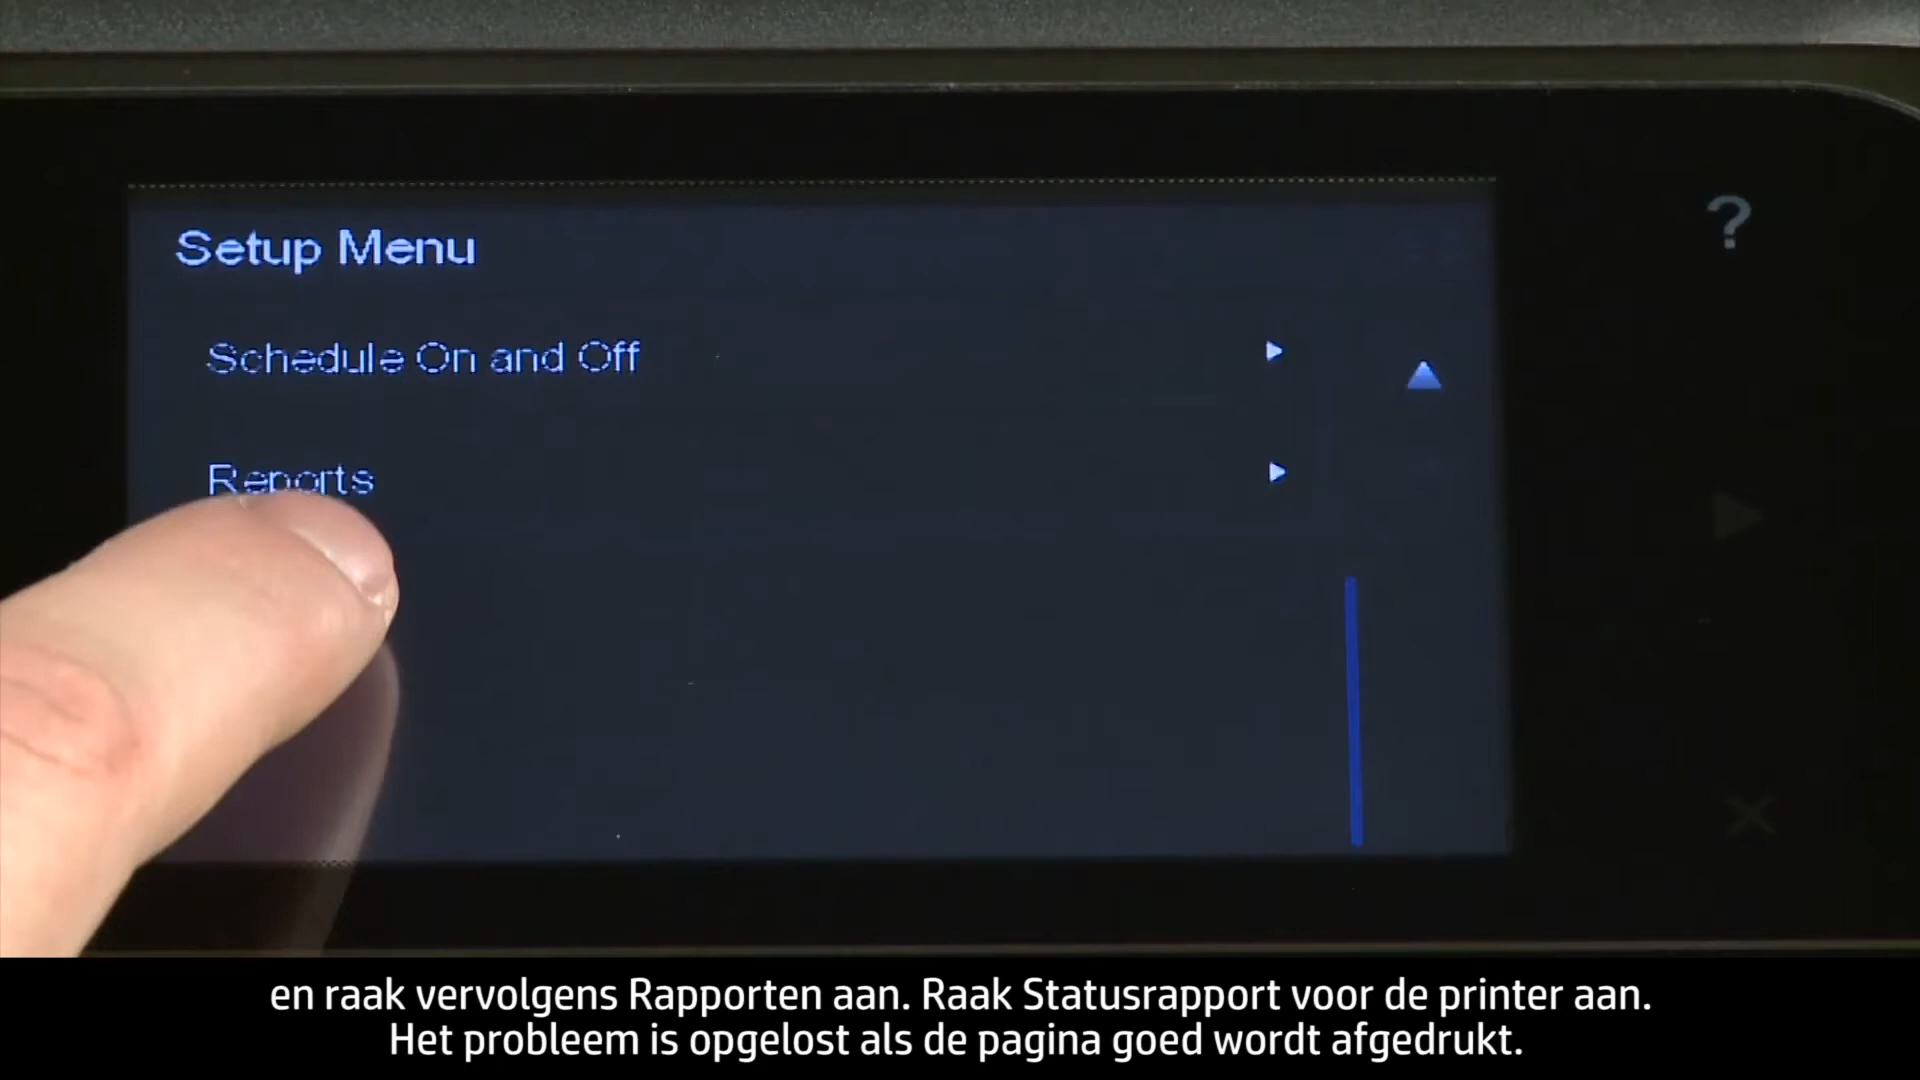 Setup Menu
?
Schedule On and Off
Reports
en raak vervolgens Rapporten aan. Raak Statusrapport voor de printer aan.
Het probleem is opgelost als de pagina goed wordt afgedrukt.